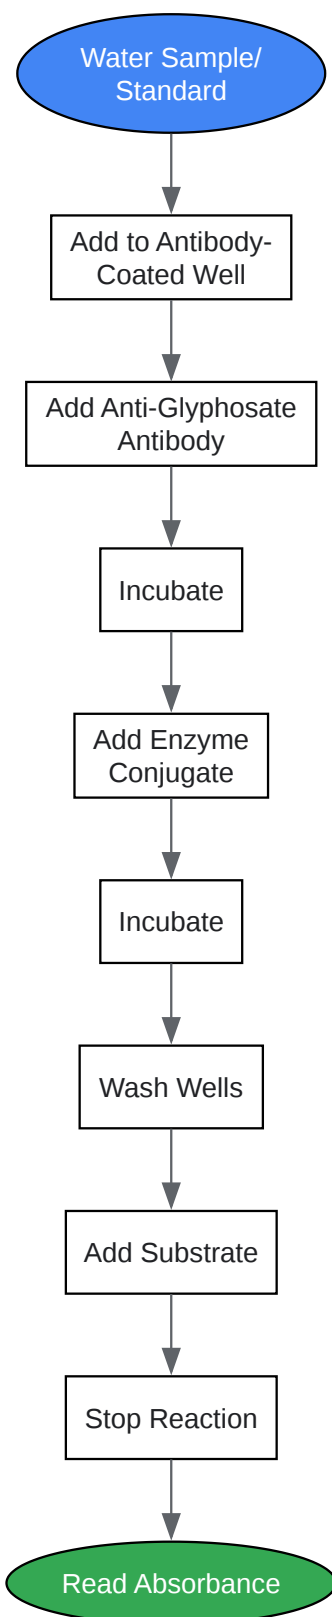 Water Sample/
Standard
Add to Antibody-
Coated Well
Add Anti-Glyphosate
Antibody
Incubate
Add Enzyme
Conjugate
Incubate
Wash Wells
Add Substrate
Stop Reaction
Read Absorbance